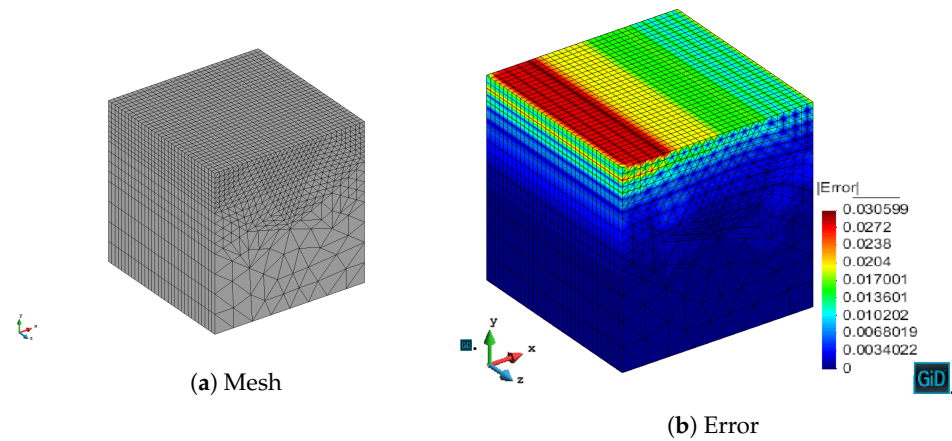 y
x
z
(a) Mesh
|Error|
0.030599
0.0272
0.0238
0.0204
0.017001
0.013601
0.010202
0.0068019
0.0034022
0
y
x
z
GiD
GiD
(b) Error